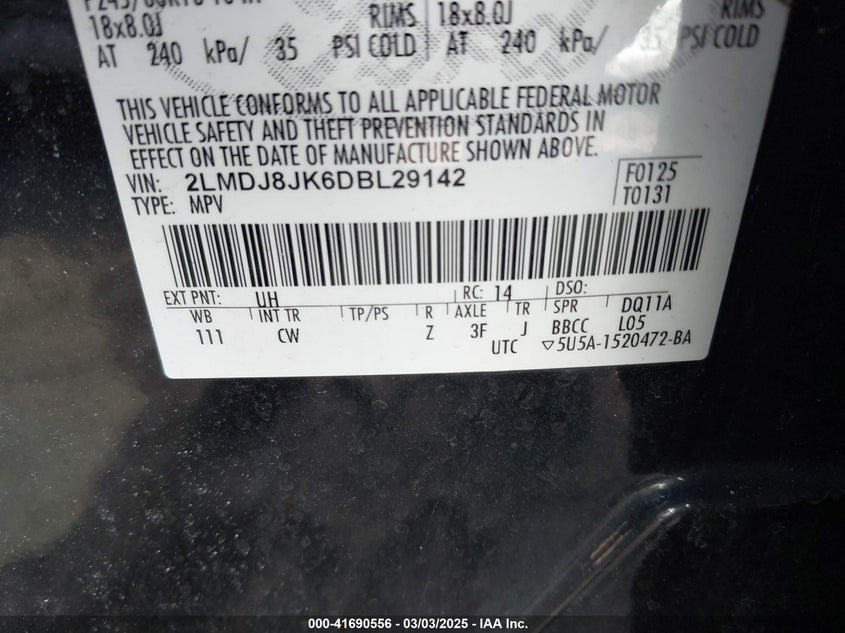 RIMS RIMS
18x8.0J 18x8.0J
AT 240 kPa/ 35 PSI COLD AT 240 kPa/ 35 PSI COLD
THIS VEHICLE CONFORMS TO ALL APPLICABLE FEDERAL MOTOR
VEHICLE SAFETY AND THEFT PREVENTION STANDARDS IN
EFFECT ON THE DATE OF MANUFACTURE SHOWN ABOVE.
VIN: 2LMDJ8JK6DBL29142 F0125
TYPE: MPV T0131
EXT PNT: UH RC: 14 DSO:
WB INT TR TP/PS R AXLE TR SPR DQ11A
111 CW Z 3F J BBCC L05
UTC ▽5U5A-1520472-BA
000-41690556 - 03/03/2025 - IAA Inc.